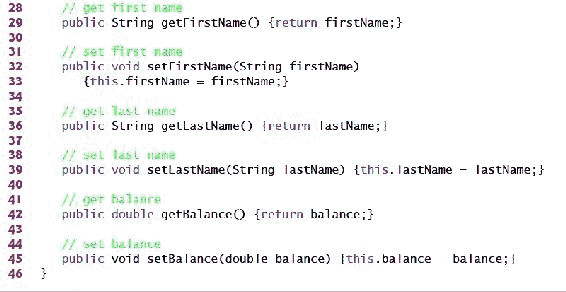 28 // get first name
29 public String getFirstName() {return firstName;}
30
31 // set first name
32 public void setFirstName(String firstName)
33 {this.firstName = firstName;}
34
35 // get last name
36 public String getLastName() {return lastName;}
37
38 // set last name
39 public void setLastName(String lastName) {this.lastName = lastName;}
40
41 // get balance
42 public double getBalance() {return balance;}
43
44 // set balance
45 public void setBalance(double balance) {this.balance balance;}
46 }